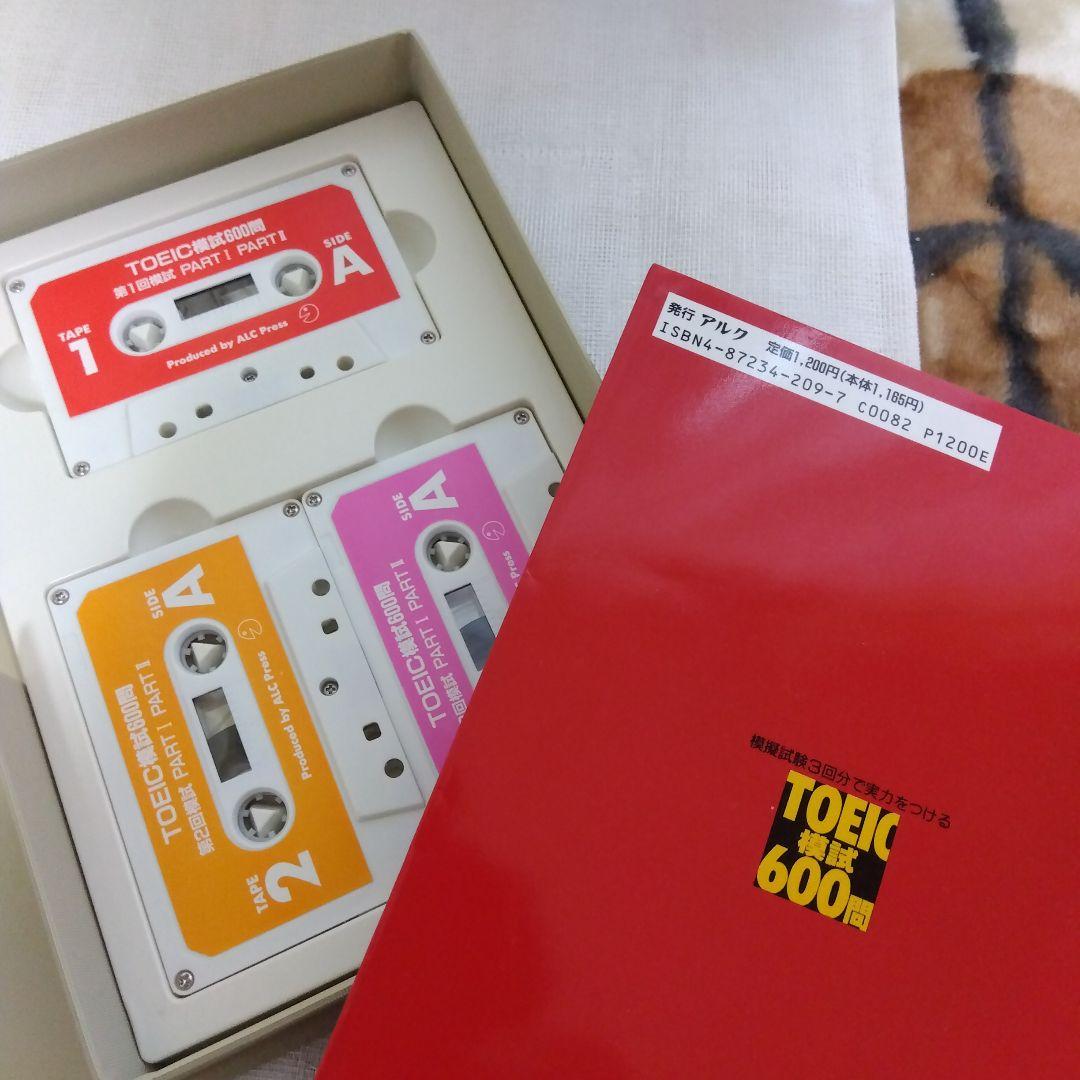 TOEIC模試600問
第1回模試 PART I PART II
SIDE
A
TAPE
1
Produced by ALC Press
TOEIC模試600問
第2回模試 PART I PART II
SIDE
A
TAPE
2
Produced by ALC Press
TOEIC模試600問
回模試 PART I PART II
SIDE
A
Press
発行 アルク 定価1,200円(本体1,165円)
ISBN4-87234-209-7 C0082 P1200E
模擬試験3回分で実力をつける
TOEIC
模試
600問